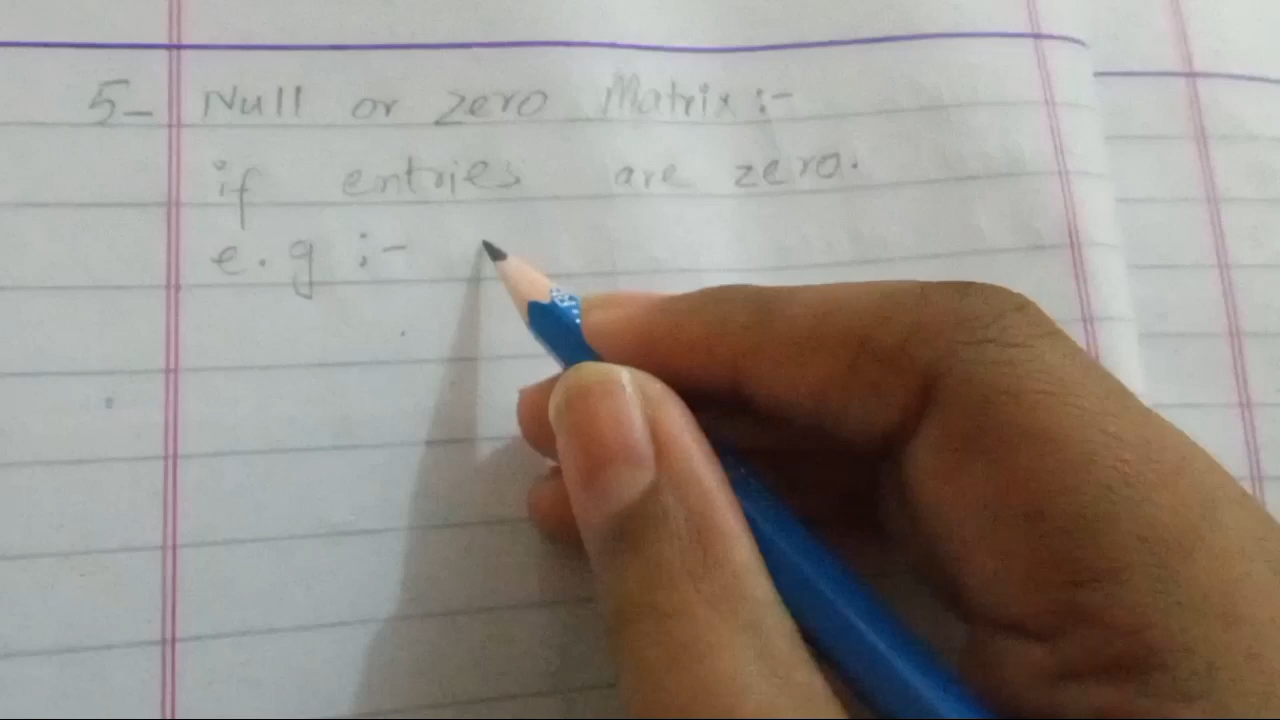 5- Null or zero Matrix :-
if entries are zero.
e.g :-